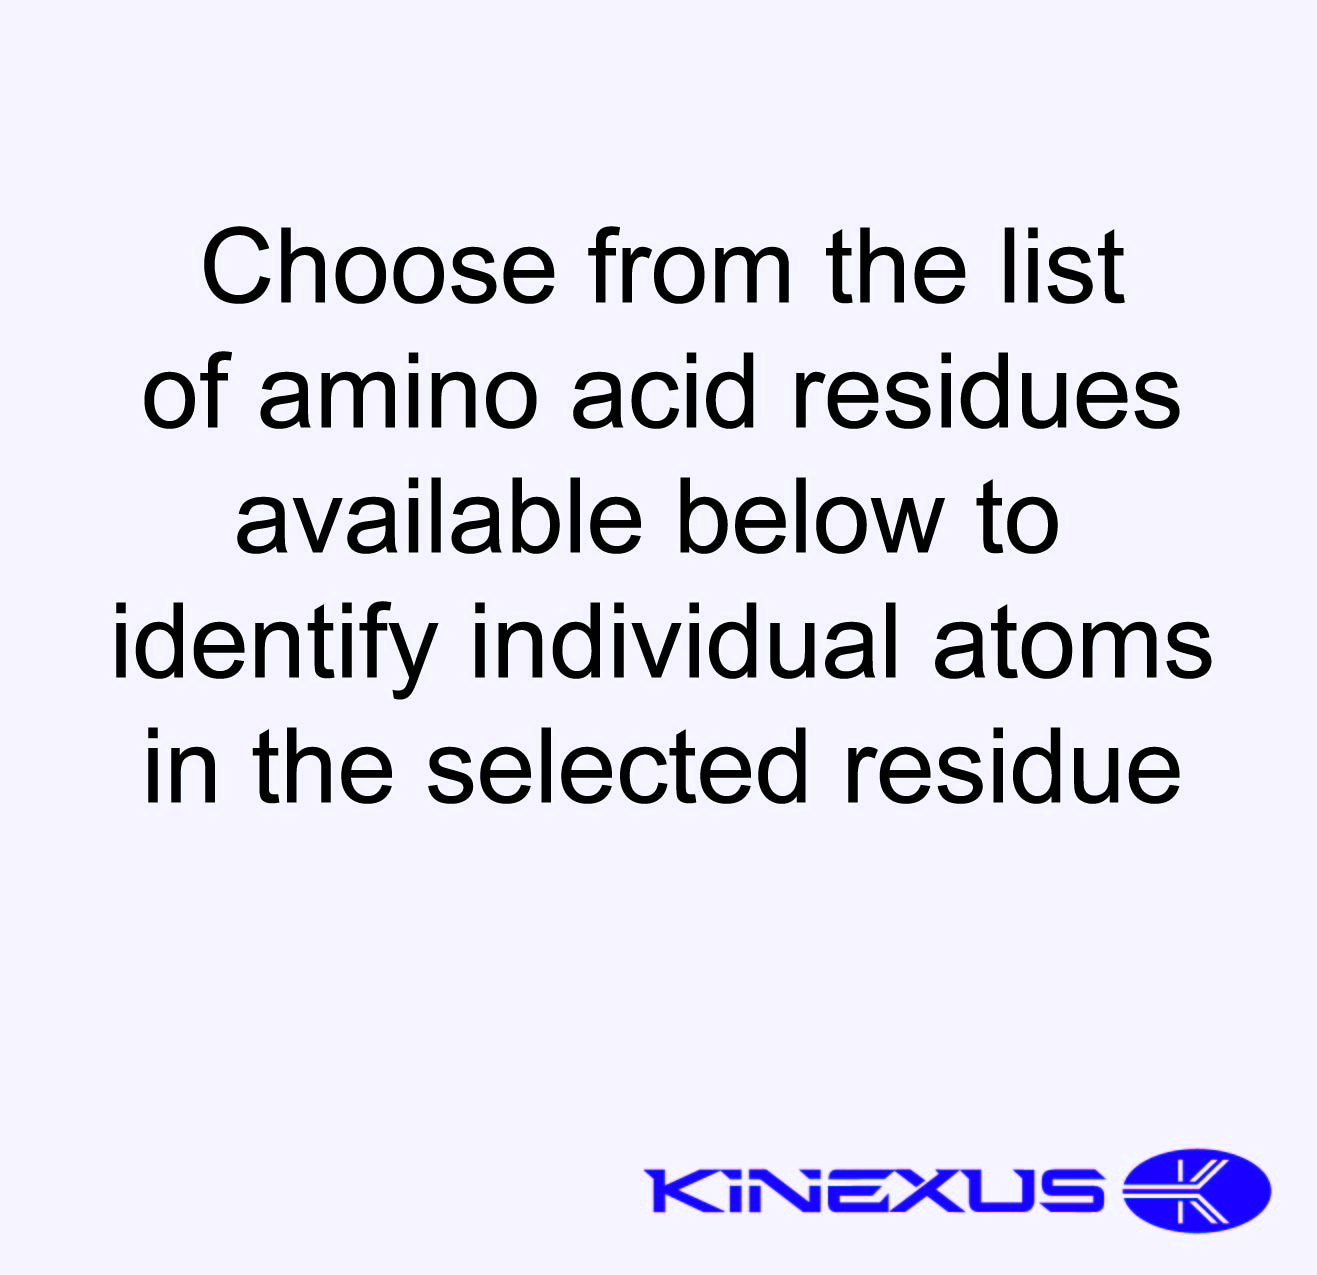 Choose from the list
of amino acid residues
available below to
identify individual atoms
in the selected residue
KiNEXUS K